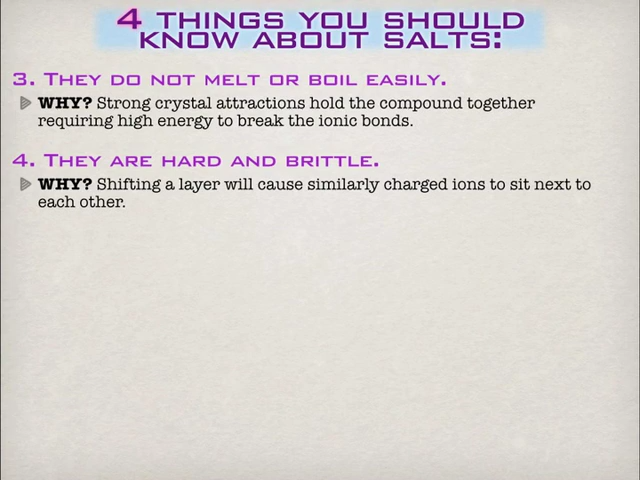 4 THINGS YOU SHOULD
KNOW ABOUT SALTS:
3. THEY DO NOT MELT OR BOIL EASILY.
WHY? Strong crystal attractions hold the compound together
requiring high energy to break the ionic bonds.
4. THEY ARE HARD AND BRITTLE.
WHY? Shifting a layer will cause similarly charged ions to sit next to
each other.